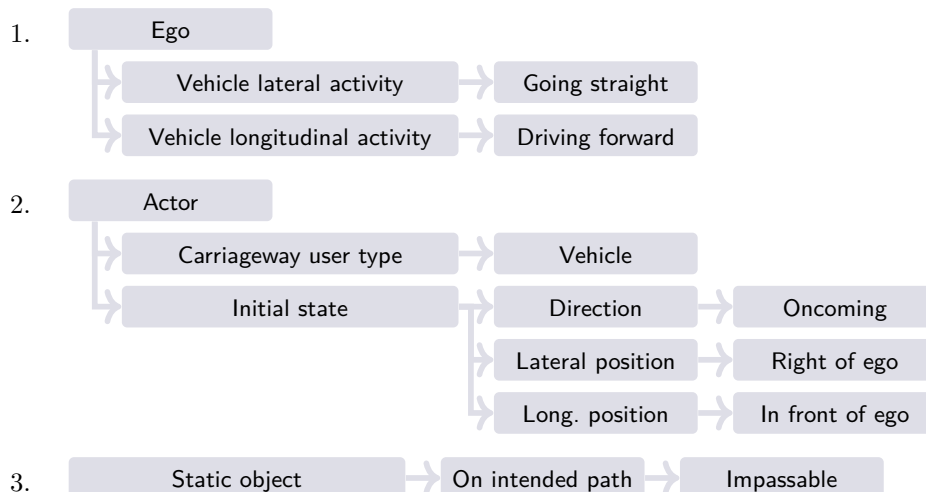 1. Ego
Vehicle lateral activity Going straight
Vehicle longitudinal activity Driving forward
2. Actor
Carriageway user type Vehicle
Initial state Direction Oncoming
Lateral position Right of ego
Long. position In front of ego
3. Static object On intended path Impassable